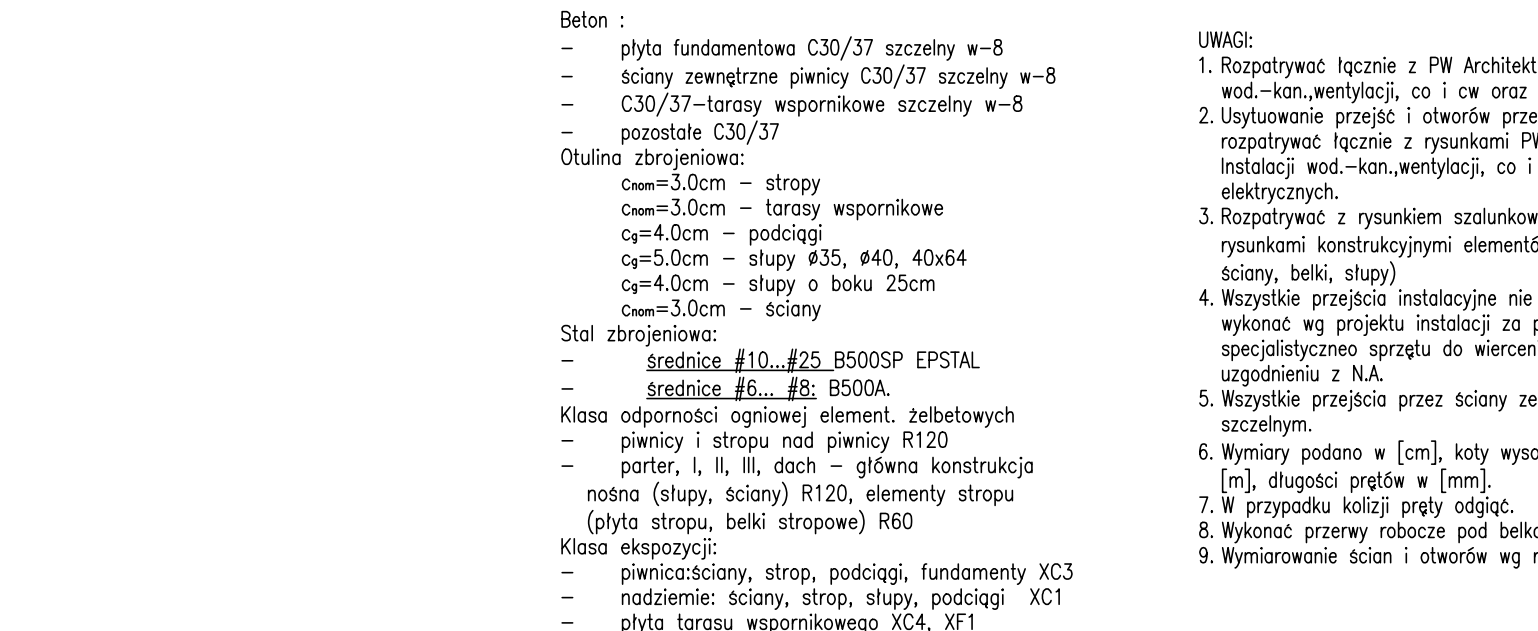 Beton :
– płyta fundamentowa C30/37 szczelny w–8
– ściany zewnętrzne piwnicy C30/37 szczelny w–8
– C30/37–tarasy wspornikowe szczelny w–8
– pozostałe C30/37
Otulina zbrojeniowa:
cnom=3.0cm – stropy
cnom=3.0cm – tarasy wspornikowe
cg=4.0cm – podciągi
cg=5.0cm – słupy ø35, ø40, 40x64
cg=4.0cm – słupy o boku 25cm
cnom=3.0cm – ściany
Stal zbrojeniowa:
– średnice #10...#25 B500SP EPSTAL
– średnice #6... #8: B500A.
Klasa odporności ogniowej element. żelbetowych
– piwnicy i stropu nad piwnicy R120
– parter, I, II, III, dach – główna konstrukcja
nośna (słupy, ściany) R120, elementy stropu
(płyta stropu, belki stropowe) R60
Klasa ekspozycji:
– piwnica:ściany, strop, podciągi, fundamenty XC3
– nadziemie: ściany, strop, słupy, podciągi XC1
– płyta tarasu wspornikowego XC4, XF1
UWAGI:
1. Rozpatrywać łącznie z PW Architekt
wod.–kan.,wentylacji, co i cw oraz
2. Usytuowanie przejść i otworów prze
rozpatrywać łącznie z rysunkami PW
Instalacji wod.–kan.,wentylacji, co i
elektrycznych.
3. Rozpatrywać z rysunkiem szalunkow
rysunkami konstrukcyjnymi elementó
ściany, belki, słupy)
4. Wszystkie przejścia instalacyjne nie
wykonać wg projektu instalacji za p
specjalistyczneo sprzętu do wierceni
uzgodnieniu z N.A.
5. Wszystkie przejścia przez ściany ze
szczelnym.
6. Wymiary podano w [cm], koty wyso
[m], długości prętów w [mm].
7. W przypadku kolizji pręty odgiąć.
8. Wykonać przerwy robocze pod belka
9. Wymiarowanie ścian i otworów wg r